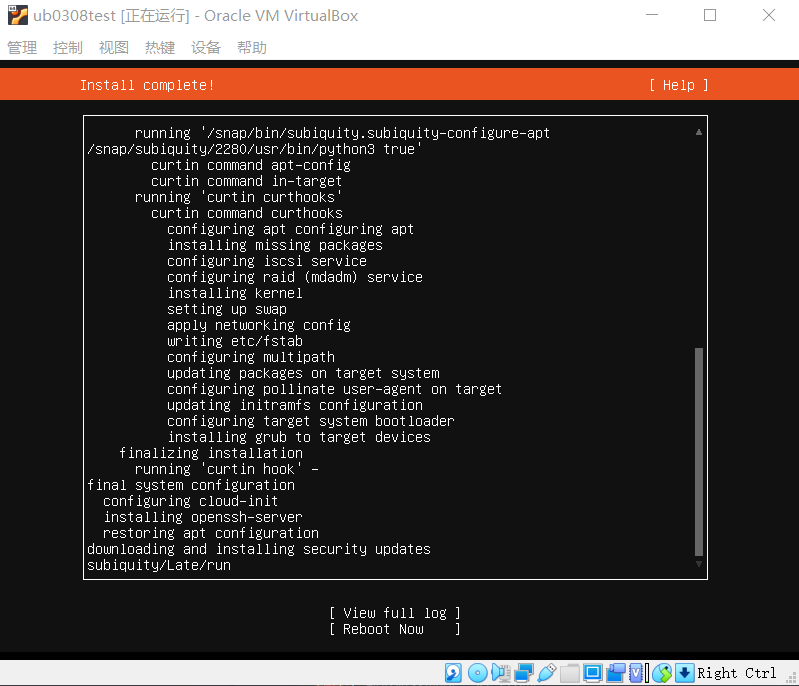 ub0308test [正在运行] - Oracle VM VirtualBox
管理 控制 视图 热键 设备 帮助
Install complete! [ Help ]
running '/snap/bin/subiquity.subiquity-configure-apt
/snap/subiquity/2280/usr/bin/python3 true'
curtin command apt-config
curtin command in-target
running 'curtin curthooks'
curtin command curthooks
configuring apt configuring apt
installing missing packages
configuring iscsi service
configuring raid (mdadm) service
installing kernel
setting up swap
apply networking config
writing etc/fstab
configuring multipath
updating packages on target system
configuring pollinate user-agent on target
updating initramfs configuration
configuring target system bootloader
installing grub to target devices
finalizing installation
running 'curtin hook' -
final system configuration
configuring cloud-init
installing openssh-server
restoring apt configuration
downloading and installing security updates
subiquity/Late/run
[ View full log ]
[ Reboot Now ]
Right Ctrl